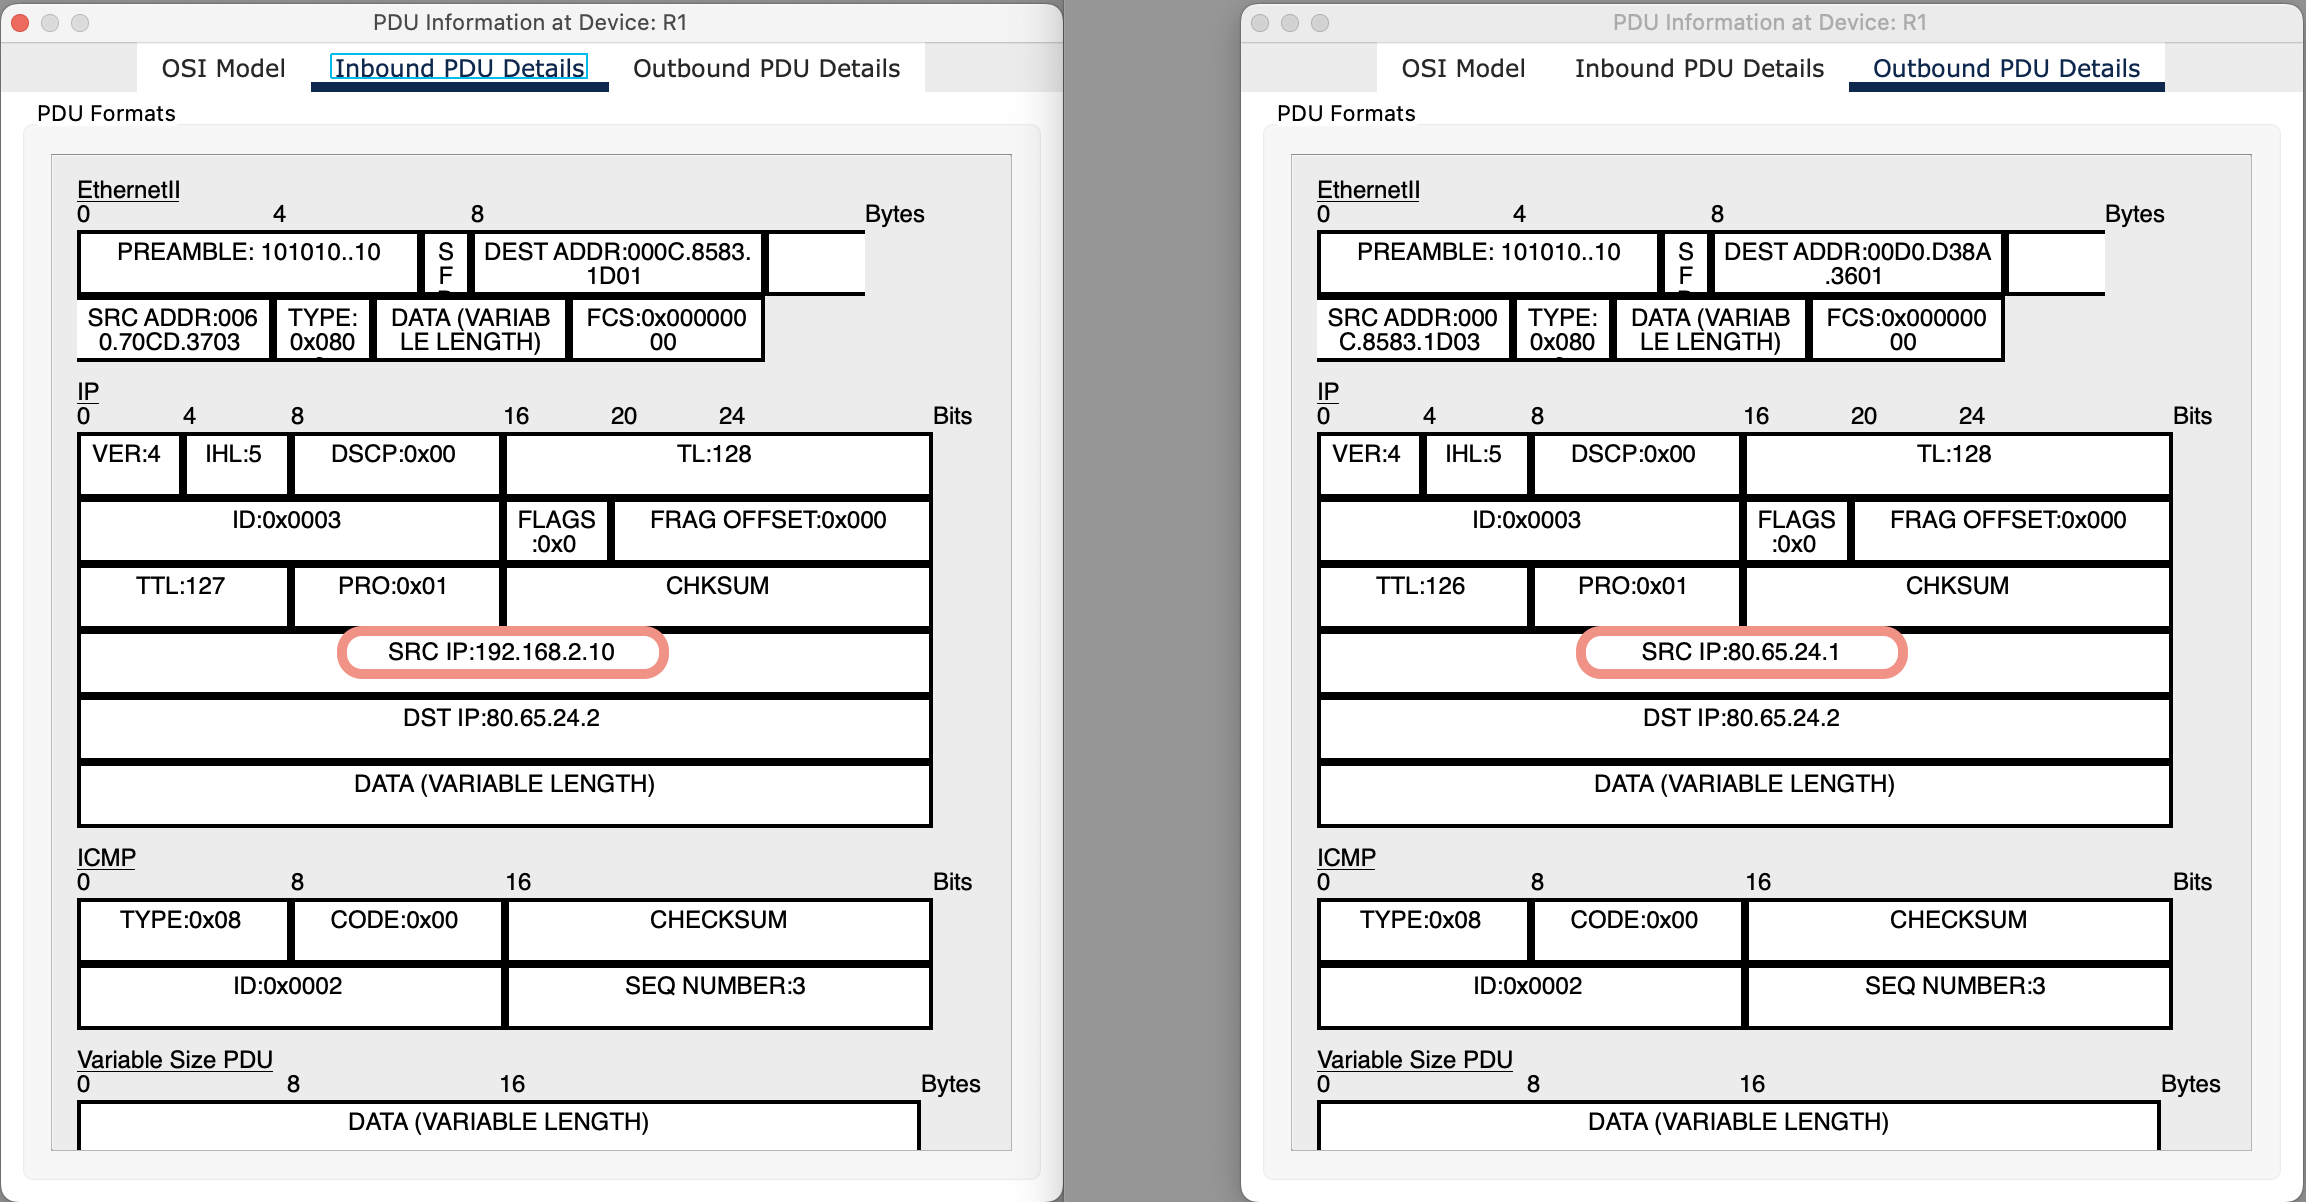 PDU Information at Device: R1
OSI Model Inbound PDU Details Outbound PDU Details
PDU Formats
EthernetII
0 4 8 Bytes
PREAMBLE: 101010..10
S
F
DEST ADDR:000C.8583.
1D01
SRC ADDR:006
0.70CD.3703
TYPE:
0x080
DATA (VARIAB
LE LENGTH)
FCS:0x000000
00
IP
0 4 8 16 20 24 Bits
VER:4 IHL:5 DSCP:0x00 TL:128
ID:0x0003
FLAGS
:0x0
FRAG OFFSET:0x000
TTL:127 PRO:0x01 CHKSUM
SRC IP:192.168.2.10
DST IP:80.65.24.2
DATA (VARIABLE LENGTH)
ICMP
0 8 16 Bits
TYPE:0x08 CODE:0x00 CHECKSUM
ID:0x0002 SEQ NUMBER:3
Variable Size PDU
0 8 16 Bytes
DATA (VARIABLE LENGTH)
PDU Information at Device: R1
OSI Model Inbound PDU Details Outbound PDU Details
PDU Formats
EthernetII
0 4 8 Bytes
PREAMBLE: 101010..10
S
F
DEST ADDR:00D0.D38A
.3601
SRC ADDR:000
C.8583.1D03
TYPE:
0x080
DATA (VARIAB
LE LENGTH)
FCS:0x000000
00
IP
0 4 8 16 20 24 Bits
VER:4 IHL:5 DSCP:0x00 TL:128
ID:0x0003
FLAGS
:0x0
FRAG OFFSET:0x000
TTL:126 PRO:0x01 CHKSUM
SRC IP:80.65.24.1
DST IP:80.65.24.2
DATA (VARIABLE LENGTH)
ICMP
0 8 16 Bits
TYPE:0x08 CODE:0x00 CHECKSUM
ID:0x0002 SEQ NUMBER:3
Variable Size PDU
0 8 16 Bytes
DATA (VARIABLE LENGTH)